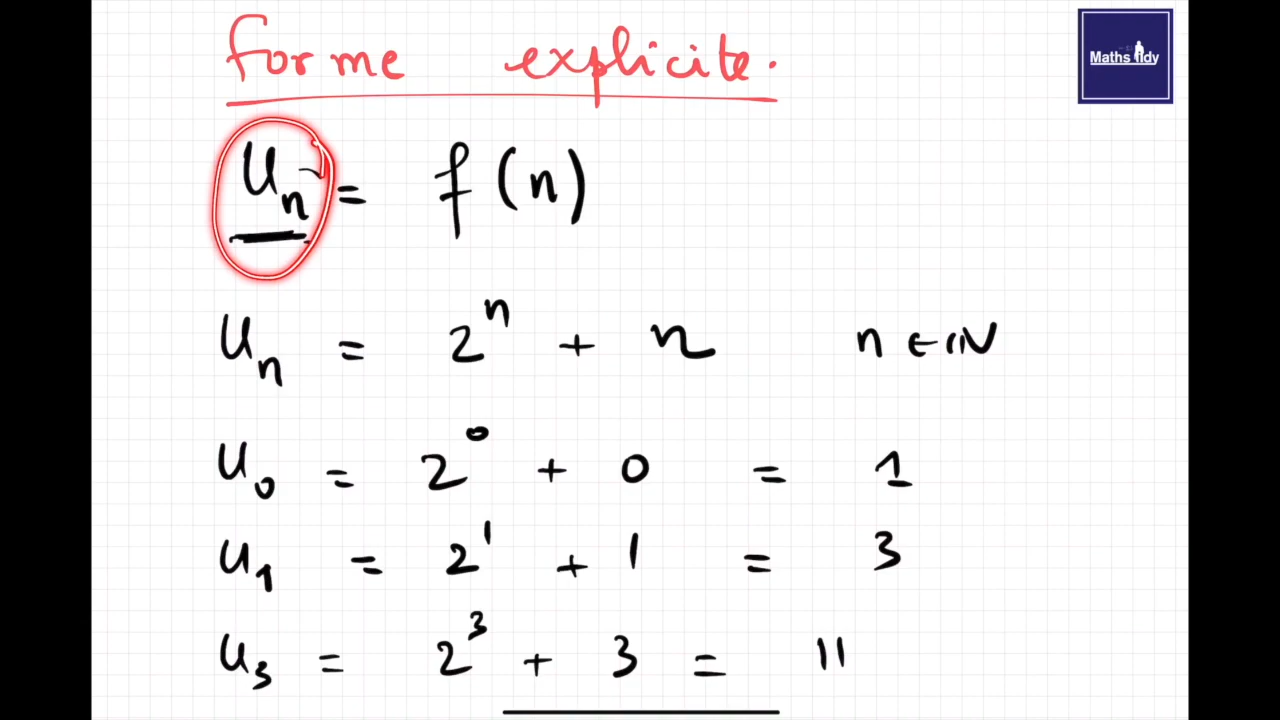 forme explicite.
Maths Andy
Un = f(n)
Un = 2^n + n n ∈ ℕ
U0 = 2^0 + 0 = 1
U1 = 2^1 + 1 = 3
U3 = 2^3 + 3 = 11